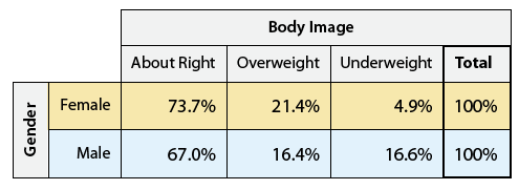 Body Image
About Right Overweight Underweight Total
Gender
Female 73.7% 21.4% 4.9% 100%
Male 67.0% 16.4% 16.6% 100%